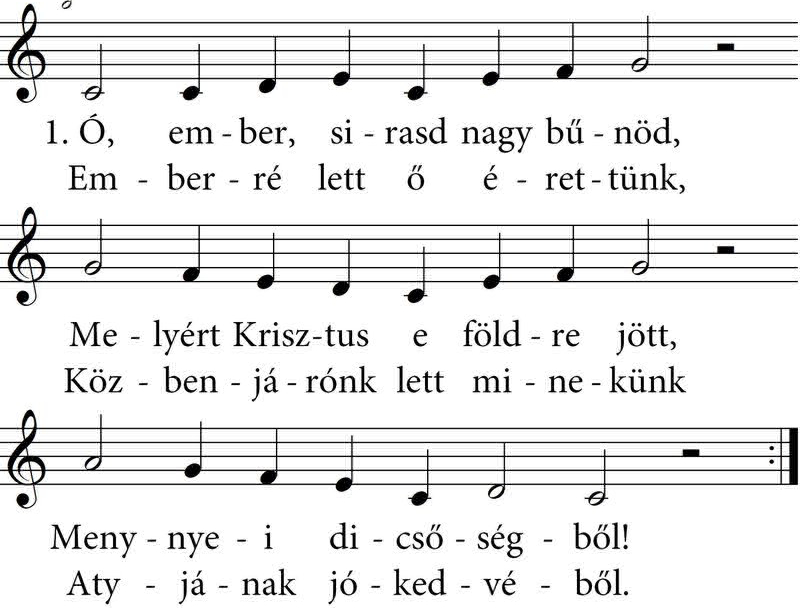 1. Ó, em - ber, si - rasd nagy bű - nöd,
Em - ber - ré lett ő é - ret - tünk,
Me - lyért Krisz - tus e föld - re jött,
Köz - ben - já - rónk lett mi - ne - künk
Meny - nye - i di - cső - ség - ből!
Aty - já - nak jó - ked - vé - ből.